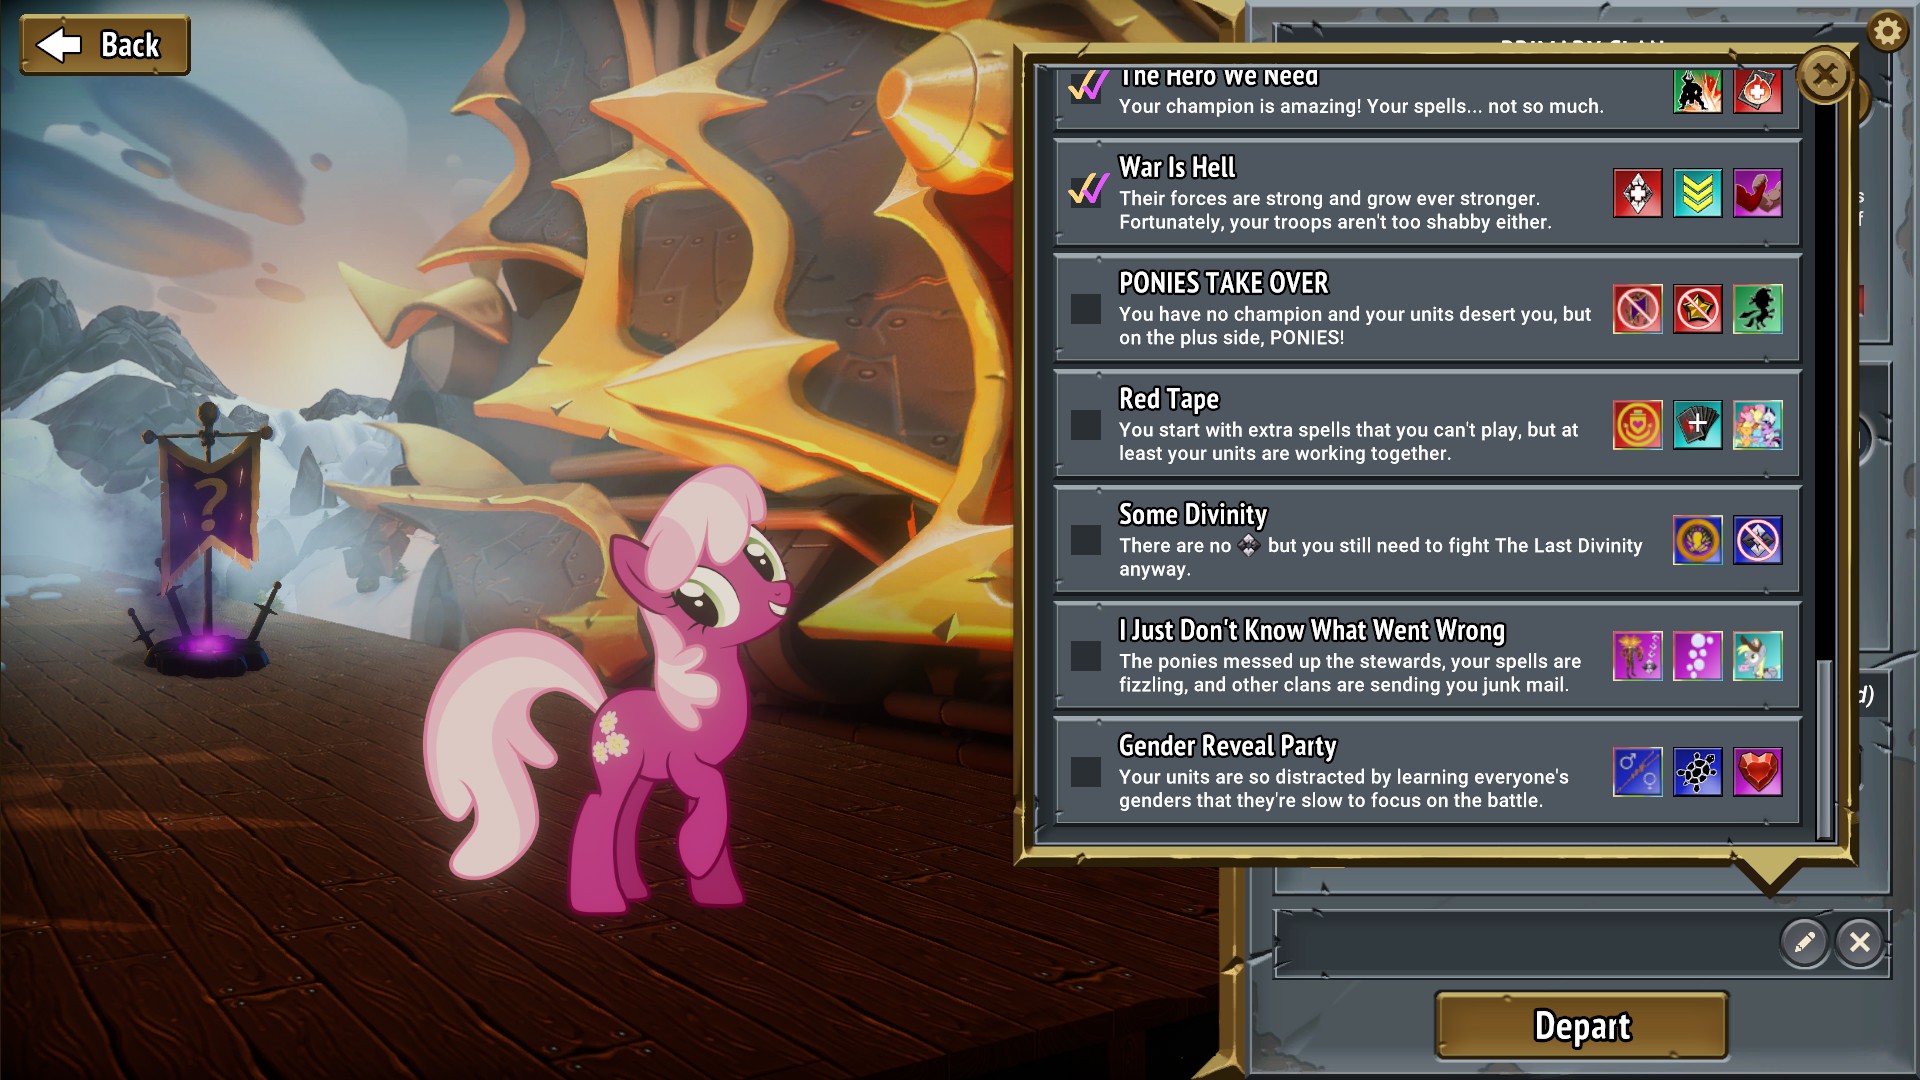 Back
PRIMARY CLAN
The Hero We Need
Your champion is amazing! Your spells... not so much.
War Is Hell
Their forces are strong and grow ever stronger.
Fortunately, your troops aren't too shabby either.
PONIES TAKE OVER
You have no champion and your units desert you, but
on the plus side, PONIES!
Red Tape
You start with extra spells that you can't play, but at
least your units are working together.
Some Divinity
There are no but you still need to fight The Last Divinity
anyway.
I Just Don't Know What Went Wrong
The ponies messed up the stewards, your spells are
fizzling, and other clans are sending you junk mail.
Gender Reveal Party
Your units are so distracted by learning everyone's
genders that they're slow to focus on the battle.
?
Depart